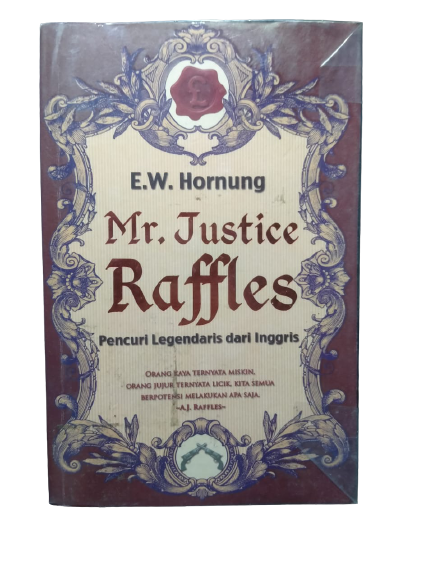 E.W. Hornung
Mr. Justice
Raffles
Pencuri Legendaris dari Inggris
ORANG KAYA TERNYATA MISKIN,
ORANG JUJUR TERNYATA LICIK, KITA SEMUA
BERPOTENSI MELAKUKAN APA SAJA.
~A.J. RAFFLES~